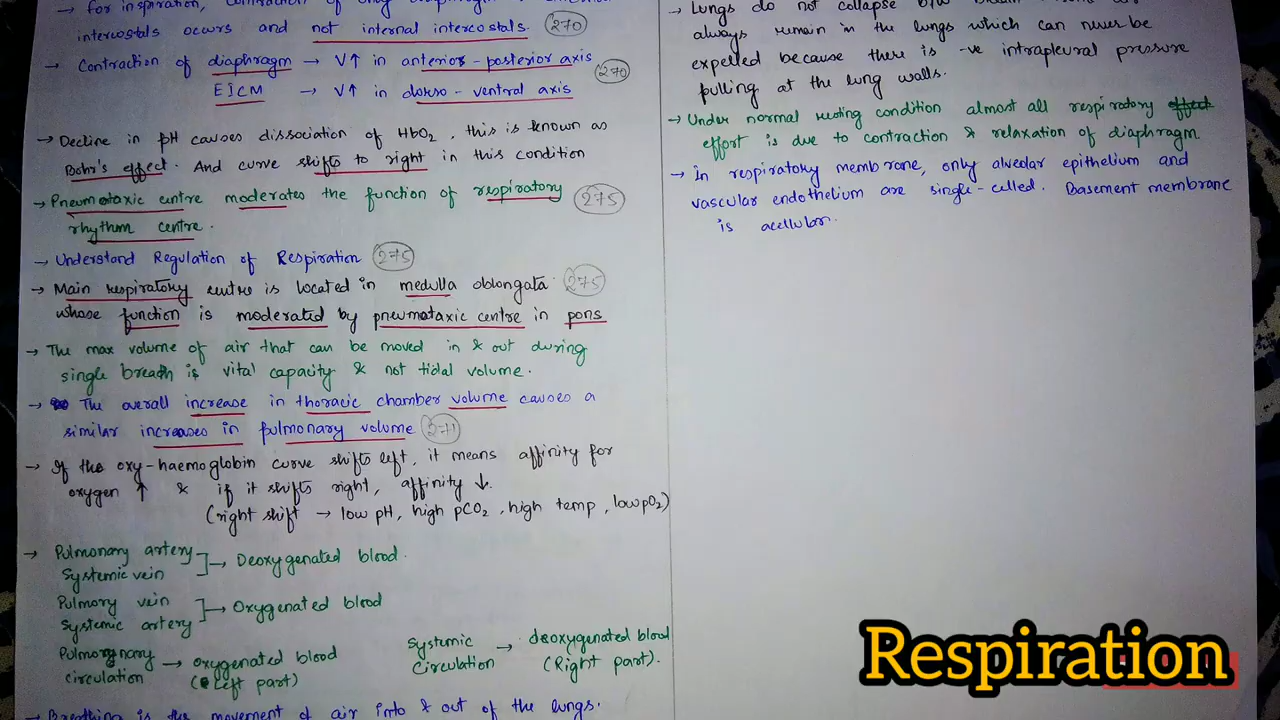 → for inspiration, contraction of
intercostals occurs and not internal intercostals. (270)
→ Contraction of diaphragm → V↑ in anterior-posterior axis (270)
EICM → V↑ in dorso-ventral axis
→ Decline in pH causes dissociation of HbO2, this is known as
Bohr's effect. And curve shifts to right in this condition
→ Pneumotaxic centre moderates the function of respiratory (275)
rhythm centre.
→ Understand Regulation of Respiration (275)
→ Main respiratory centre is located in medulla oblongata (275)
whose function is moderated by pneumataxic centre in pons
→ The max volume of air that can be moved in & out during
single breath is vital capacity & not tidal volume.
→ The overall increase in thoracic chamber volume causes a
similar increases in pulmonary volume (271)
→ If the oxy-haemoglobin curve shifts left, it means affinity for
oxygen ↑ & if it shifts right, affinity ↓.
(right shift → low pH, high pCO2, high temp, low pO2)
→ Pulmonary artery
Systemic vein → Deoxygenated blood.
Pulmory vein
Systemic artery → Oxygenated blood
Pulmognary circulation → oxygenated blood (left part)
Systemic Circulation → deoxygenated blood (Right part).
→ Breathing is the movement of air into & out of the lungs.
→ Lungs do not collapse b/w
always remain in the lungs which can never be
expelled because there is -ve intrapleural pressure
pulling at the lung walls.
→ Under normal resting condition almost all respiratory effect
effort is due to contraction & relaxation of diaphragm
→ In respiratory membrane, only alveolar epithelium and
vascular endothelium are single-celled. Basement membrane
is acellular.
Respiration